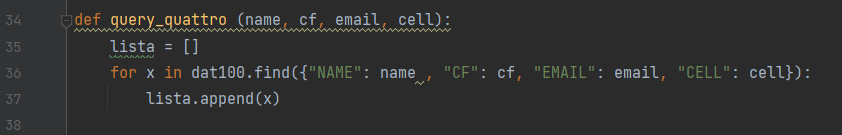 34 def query_quattro (name, cf, email, cell):
35     lista = []
36     for x in dat100.find({"NAME": name , "CF": cf, "EMAIL": email, "CELL": cell}):
37         lista.append(x)
38